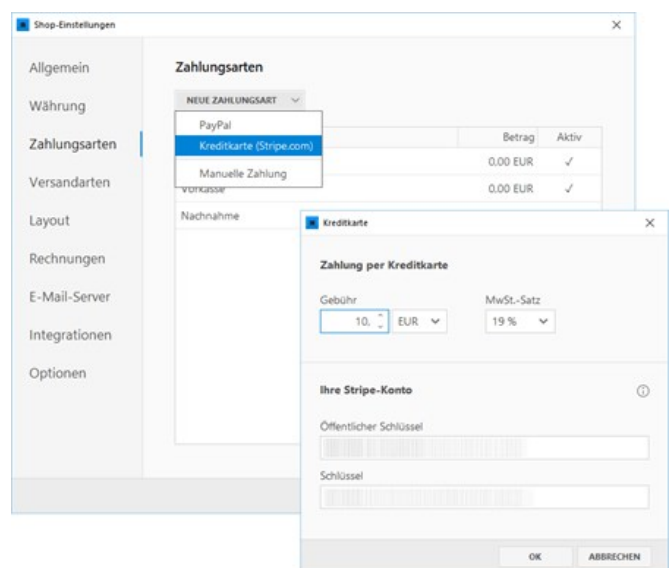 Shop-Einstellungen
Allgemein
Währung
Zahlungsarten
Versandarten
Layout
Rechnungen
E-Mail-Server
Integrationen
Optionen
Zahlungsarten
NEUE ZAHLUNGSART
PayPal
Kreditkarte (Stripe.com)
Manuelle Zahlung
Betrag Aktiv
0,00 EUR ✓
Vorkasse 0,00 EUR ✓
Nachnahme
Kreditkarte
Zahlung per Kreditkarte
Gebühr MwSt.-Satz
10, EUR 19 %
Ihre Stripe-Konto
Öffentlicher Schlüssel
Schlüssel
OK ABBRECHEN